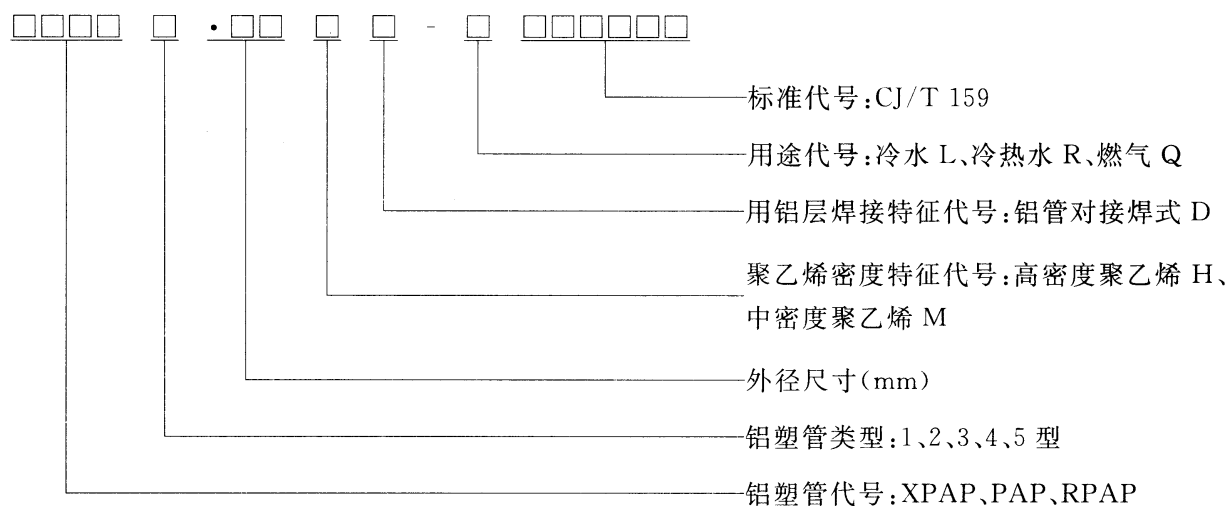 □□□□ □ ·□□ □ □ - □ □□□□□□
标准代号:CJ/T 159
用途代号:冷水 L、冷热水 R、燃气 Q
用铝层焊接特征代号:铝管对接焊式 D
聚乙烯密度特征代号:高密度聚乙烯 H、
中密度聚乙烯 M
外径尺寸(mm)
铝塑管类型:1、2、3、4、5 型
铝塑管代号:XPAP、PAP、RPAP